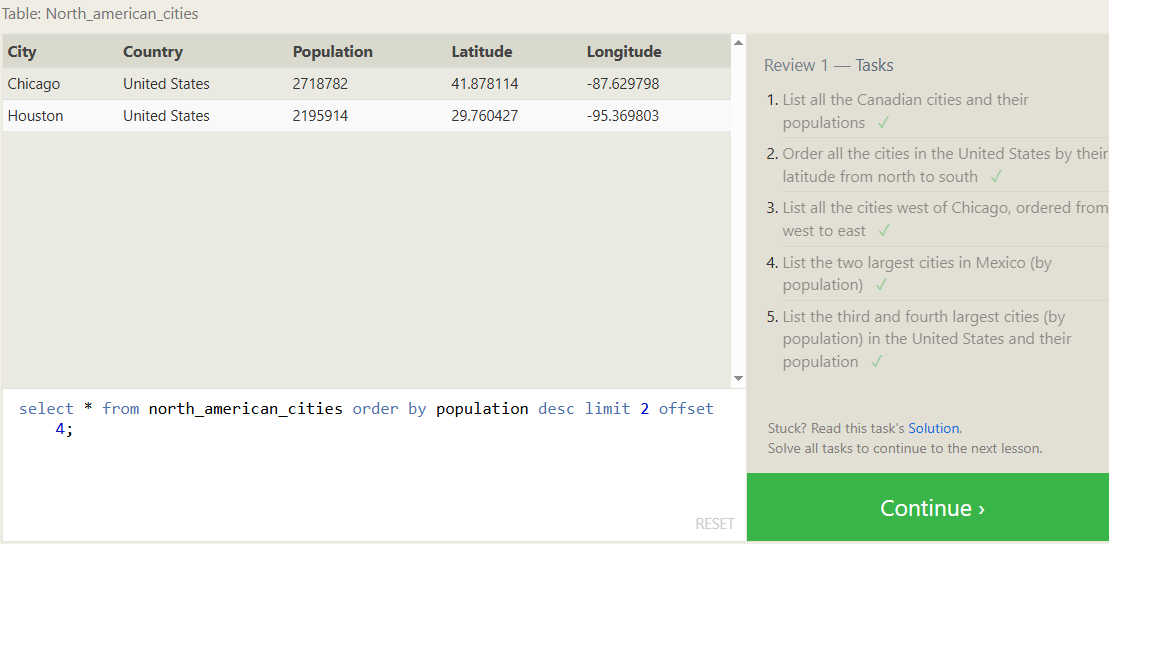 Table: North_american_cities
City Country Population Latitude Longitude
Chicago United States 2718782 41.878114 -87.629798
Houston United States 2195914 29.760427 -95.369803
select * from north_american_cities order by population desc limit 2 offset
4;
RESET
Review 1 — Tasks
1. List all the Canadian cities and their
populations ✓
2. Order all the cities in the United States by their
latitude from north to south ✓
3. List all the cities west of Chicago, ordered from
west to east ✓
4. List the two largest cities in Mexico (by
population) ✓
5. List the third and fourth largest cities (by
population) in the United States and their
population ✓
Stuck? Read this task's Solution.
Solve all tasks to continue to the next lesson.
Continue ›